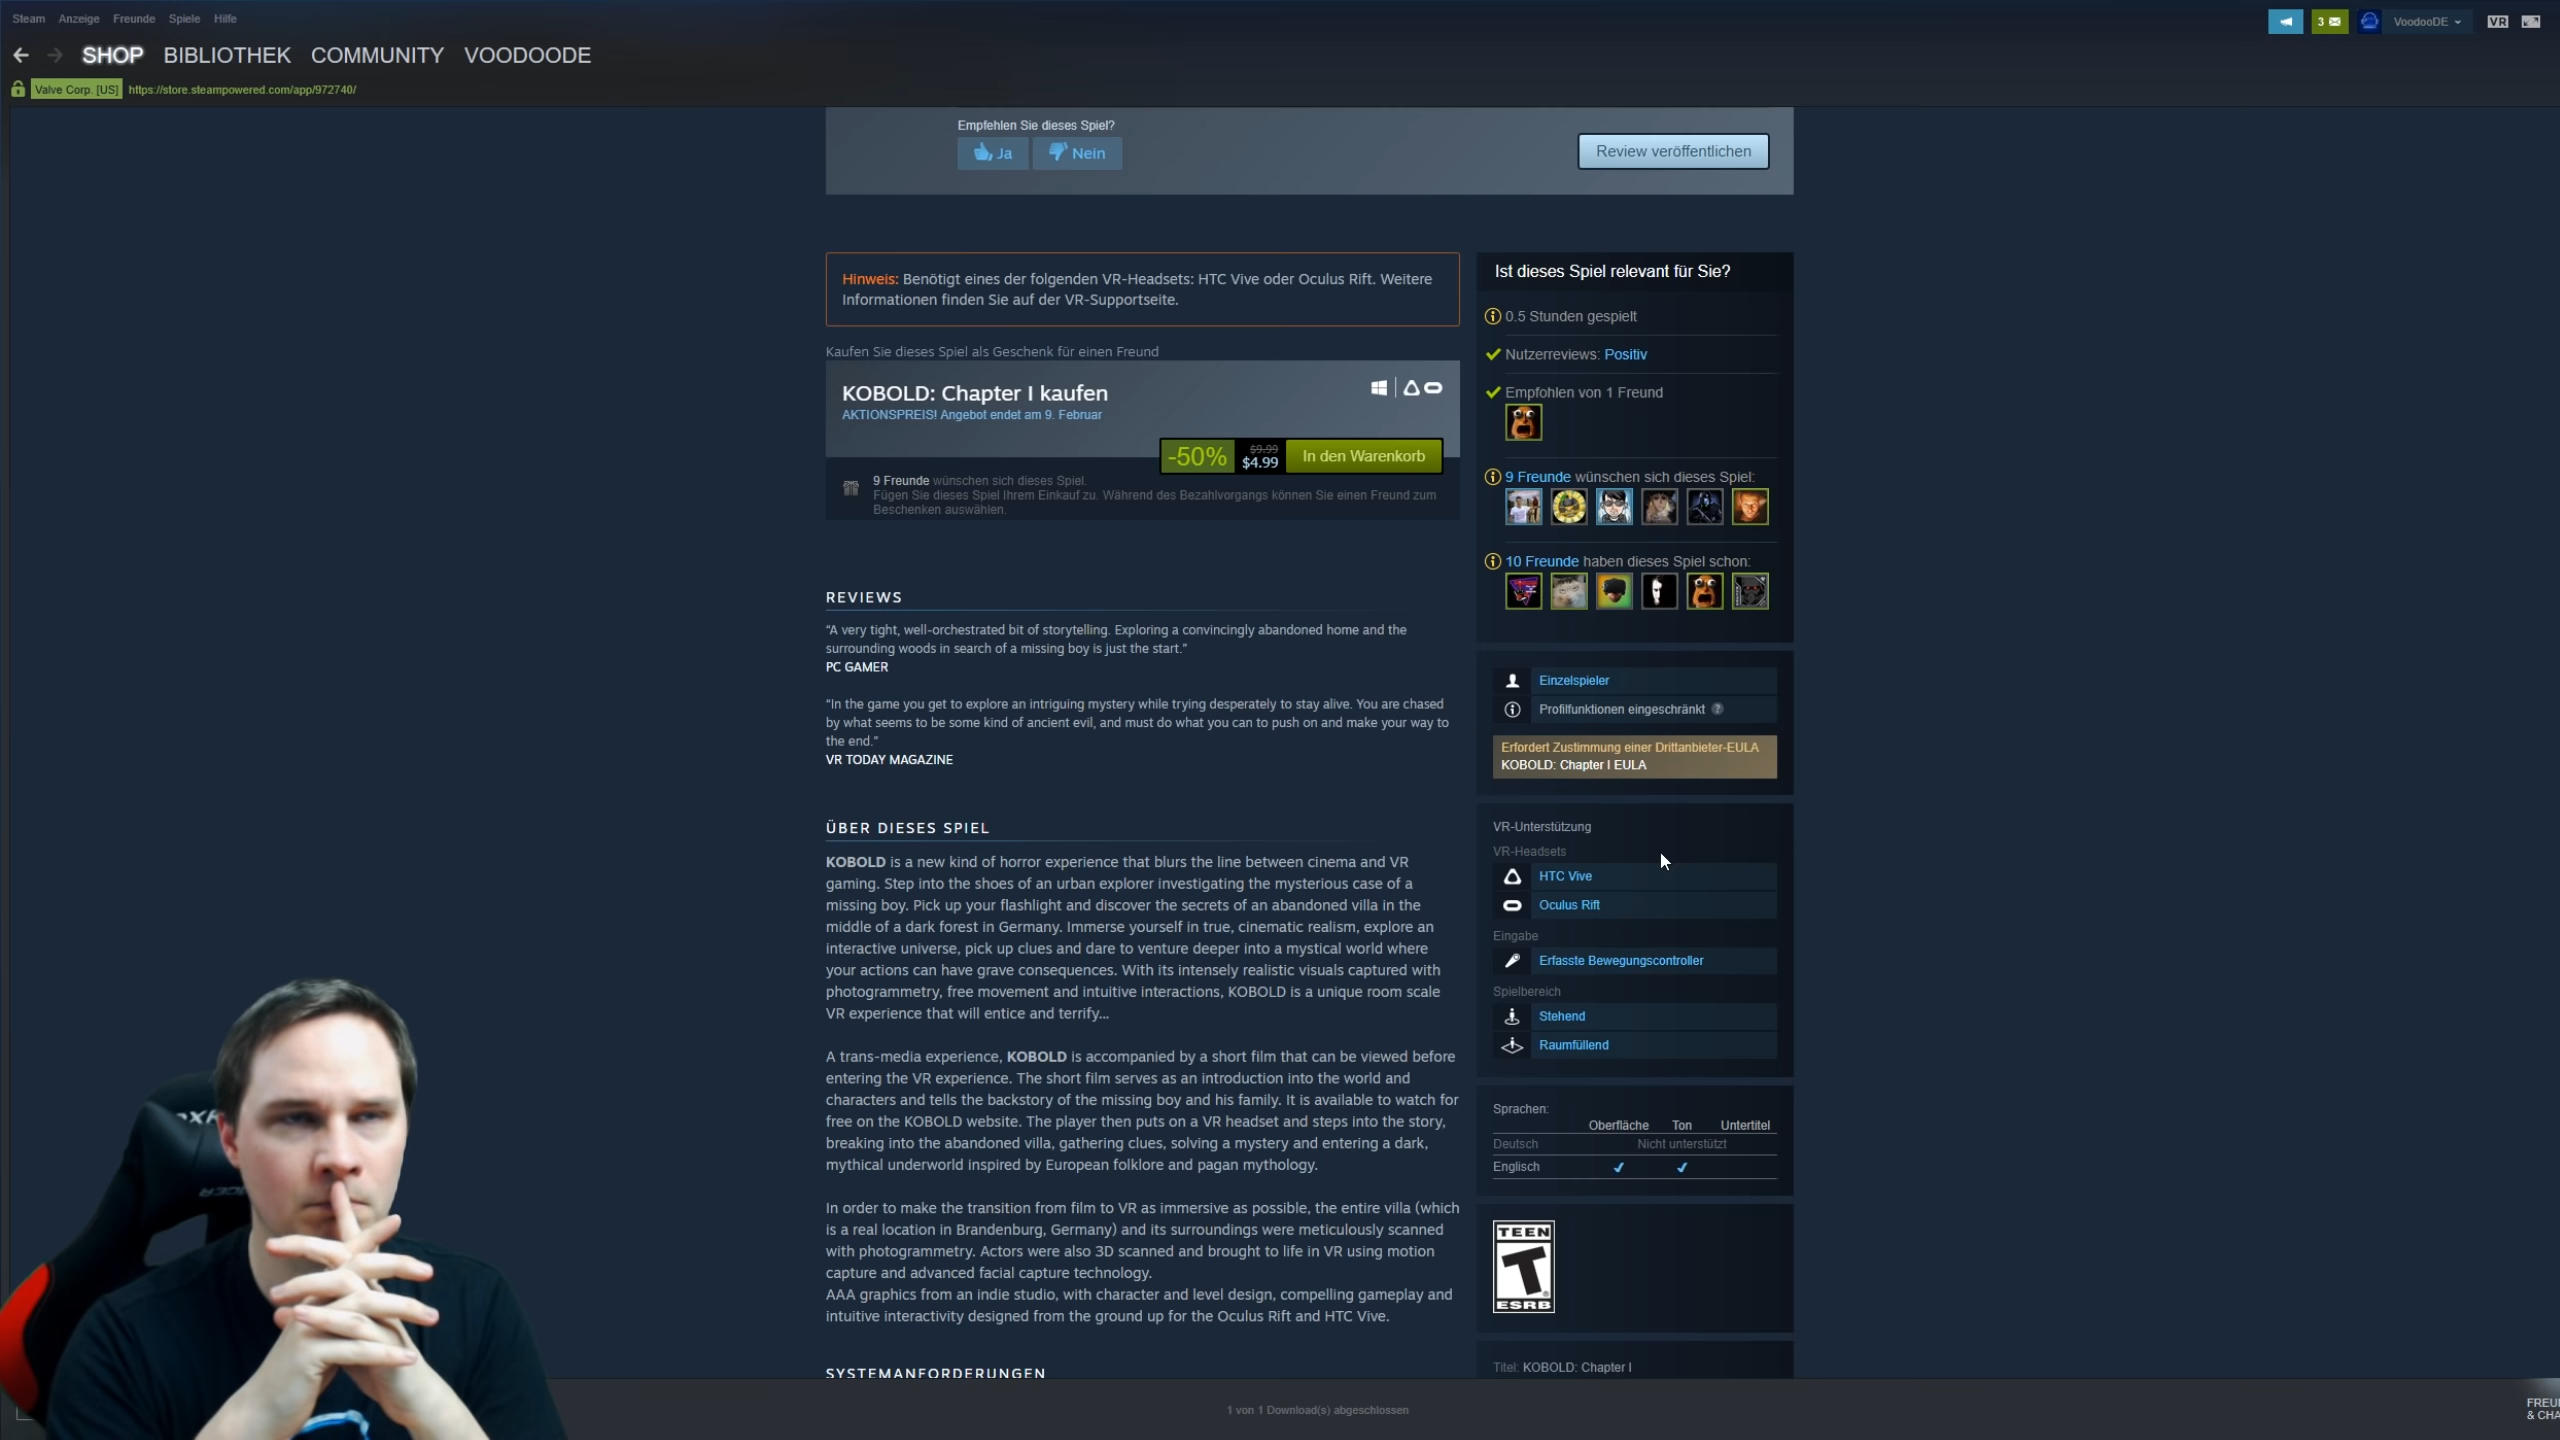 Steam Anzeige Freunde Spiele Hilfe
3 VoodooDE VR
SHOP BIBLIOTHEK COMMUNITY VOODOODE
Valve Corp. [US] https://store.steampowered.com/app/972740/
Empfehlen Sie dieses Spiel?
Ja Nein
Review veröffentlichen
Hinweis: Benötigt eines der folgenden VR-Headsets: HTC Vive oder Oculus Rift. Weitere
Informationen finden Sie auf der VR-Supportseite.
Kaufen Sie dieses Spiel als Geschenk für einen Freund
KOBOLD: Chapter I kaufen
AKTIONSPREIS! Angebot endet am 9. Februar
-50% $9.99 $4.99 In den Warenkorb
9 Freunde wünschen sich dieses Spiel.
Fügen Sie dieses Spiel Ihrem Einkauf zu. Während des Bezahlvorgangs können Sie einen Freund zum
Beschenken auswählen.
REVIEWS
“A very tight, well-orchestrated bit of storytelling. Exploring a convincingly abandoned home and the
surrounding woods in search of a missing boy is just the start.”
PC GAMER
“In the game you get to explore an intriguing mystery while trying desperately to stay alive. You are chased
by what seems to be some kind of ancient evil, and must do what you can to push on and make your way to
the end.”
VR TODAY MAGAZINE
ÜBER DIESES SPIEL
KOBOLD is a new kind of horror experience that blurs the line between cinema and VR
gaming. Step into the shoes of an urban explorer investigating the mysterious case of a
missing boy. Pick up your flashlight and discover the secrets of an abandoned villa in the
middle of a dark forest in Germany. Immerse yourself in true, cinematic realism, explore an
interactive universe, pick up clues and dare to venture deeper into a mystical world where
your actions can have grave consequences. With its intensely realistic visuals captured with
photogrammetry, free movement and intuitive interactions, KOBOLD is a unique room scale
VR experience that will entice and terrify...
A trans-media experience, KOBOLD is accompanied by a short film that can be viewed before
entering the VR experience. The short film serves as an introduction into the world and
characters and tells the backstory of the missing boy and his family. It is available to watch for
free on the KOBOLD website. The player then puts on a VR headset and steps into the story,
breaking into the abandoned villa, gathering clues, solving a mystery and entering a dark,
mythical underworld inspired by European folklore and pagan mythology.
In order to make the transition from film to VR as immersive as possible, the entire villa (which
is a real location in Brandenburg, Germany) and its surroundings were meticulously scanned
with photogrammetry. Actors were also 3D scanned and brought to life in VR using motion
capture and advanced facial capture technology.
AAA graphics from an indie studio, with character and level design, compelling gameplay and
intuitive interactivity designed from the ground up for the Oculus Rift and HTC Vive.
SYSTEMANFORDERUNGEN
Ist dieses Spiel relevant für Sie?
0.5 Stunden gespielt
Nutzerreviews: Positiv
Empfohlen von 1 Freund
9 Freunde wünschen sich dieses Spiel:
10 Freunde haben dieses Spiel schon:
Einzelspieler
Profilfunktionen eingeschränkt ?
Erfordert Zustimmung einer Drittanbieter-EULA
KOBOLD: Chapter I EULA
VR-Unterstützung
VR-Headsets
HTC Vive
Oculus Rift
Eingabe
Erfasste Bewegungscontroller
Spielbereich
Stehend
Raumfüllend
Sprachen:
Oberfläche Ton Untertitel
Deutsch Nicht unterstützt
Englisch ✔ ✔
TEEN
T
ESRB
Titel: KOBOLD: Chapter I
1 von 1 Download(s) abgeschlossen
FREU
& CHA